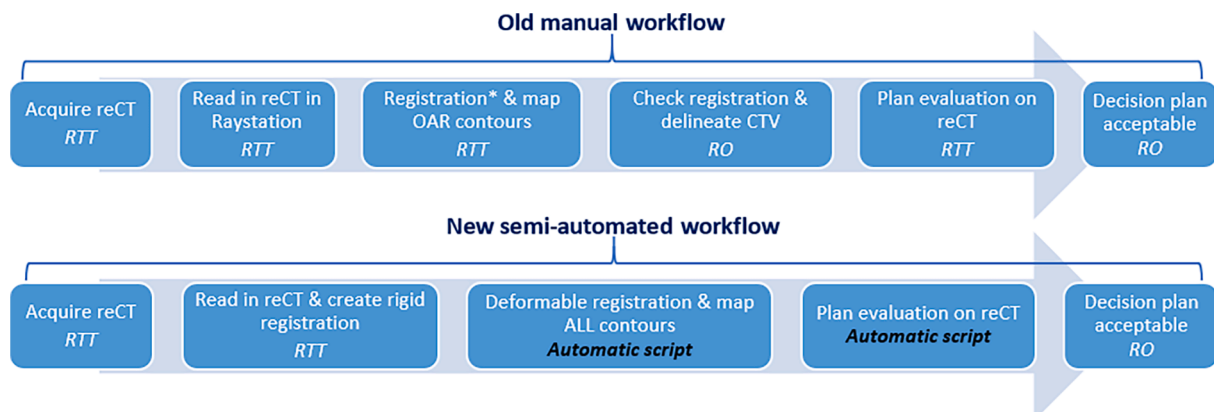 Old manual workflow
Acquire reCT
RTT
Read in reCT in
Raystation
RTT
Registration* & map
OAR contours
RTT
Check registration &
delineate CTV
RO
Plan evaluation on
reCT
RTT
Decision plan
acceptable
RO
New semi-automated workflow
Acquire reCT
RTT
Read in reCT & create rigid
registration
RTT
Deformable registration & map
ALL contours
Automatic script
Plan evaluation on reCT
Automatic script
Decision plan
acceptable
RO